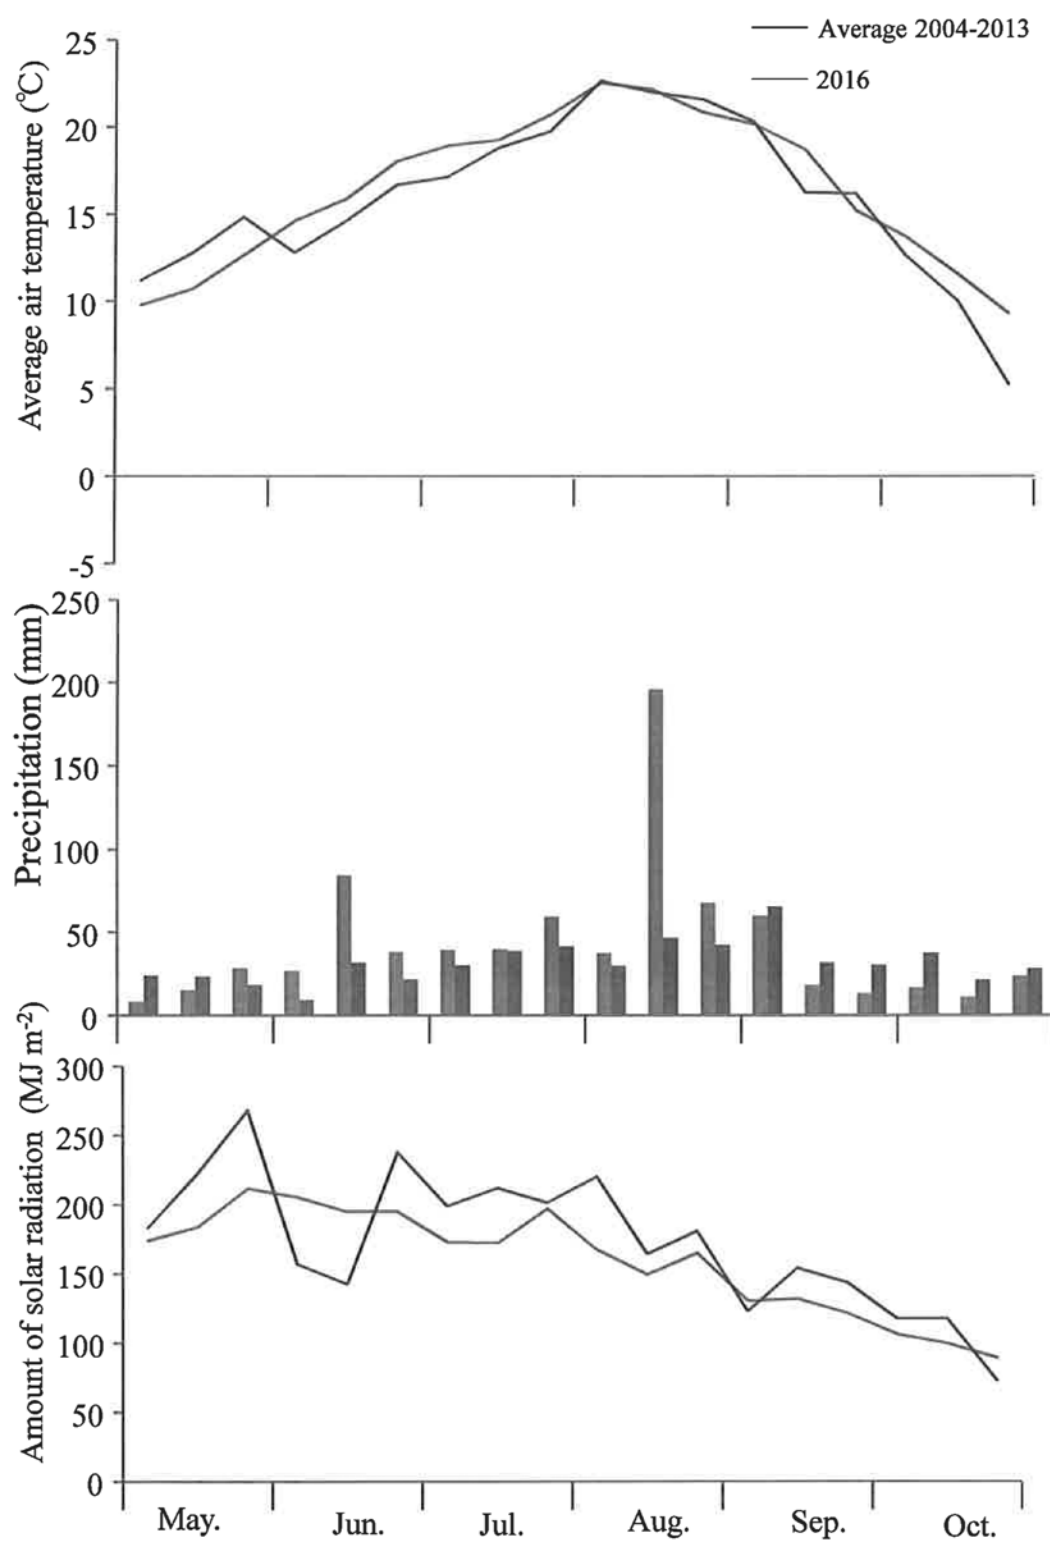 Average 2004-2013
2016
Average air temperature (℃)
25
20
15
10
5
0
-5
Precipitation (mm)
250
200
150
100
50
0
Amount of solar radiation (MJ m-2)
300
250
200
150
100
50
0
May.
Jun.
Jul.
Aug.
Sep.
Oct.